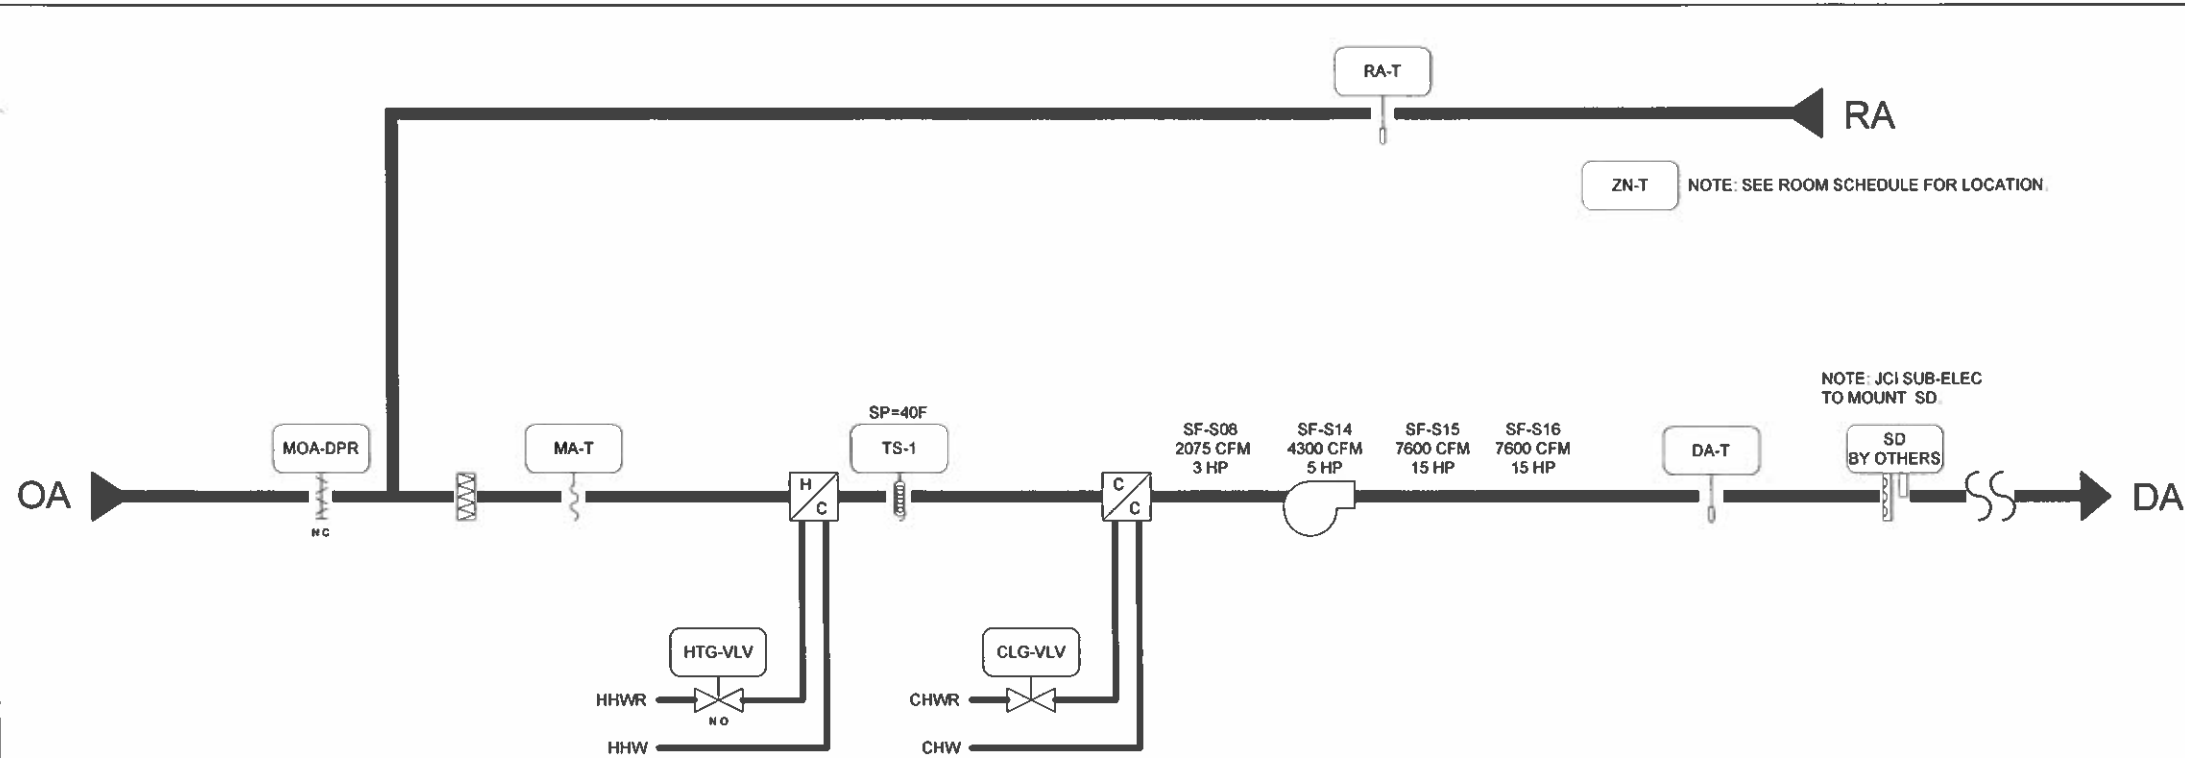 RA-T
RA
ZN-T
NOTE: SEE ROOM SCHEDULE FOR LOCATION.
NOTE: JCI SUB-ELEC
TO MOUNT SD.
SP=40F
MOA-DPR
MA-T
TS-1
SF-S08
2075 CFM
3 HP
SF-S14
4300 CFM
5 HP
SF-S15
7600 CFM
15 HP
SF-S16
7600 CFM
15 HP
DA-T
SD
BY OTHERS
OA
H
C
C
C
DA
NC
HTG-VLV
CLG-VLV
HHWR
NO
CHWR
HHW
CHW